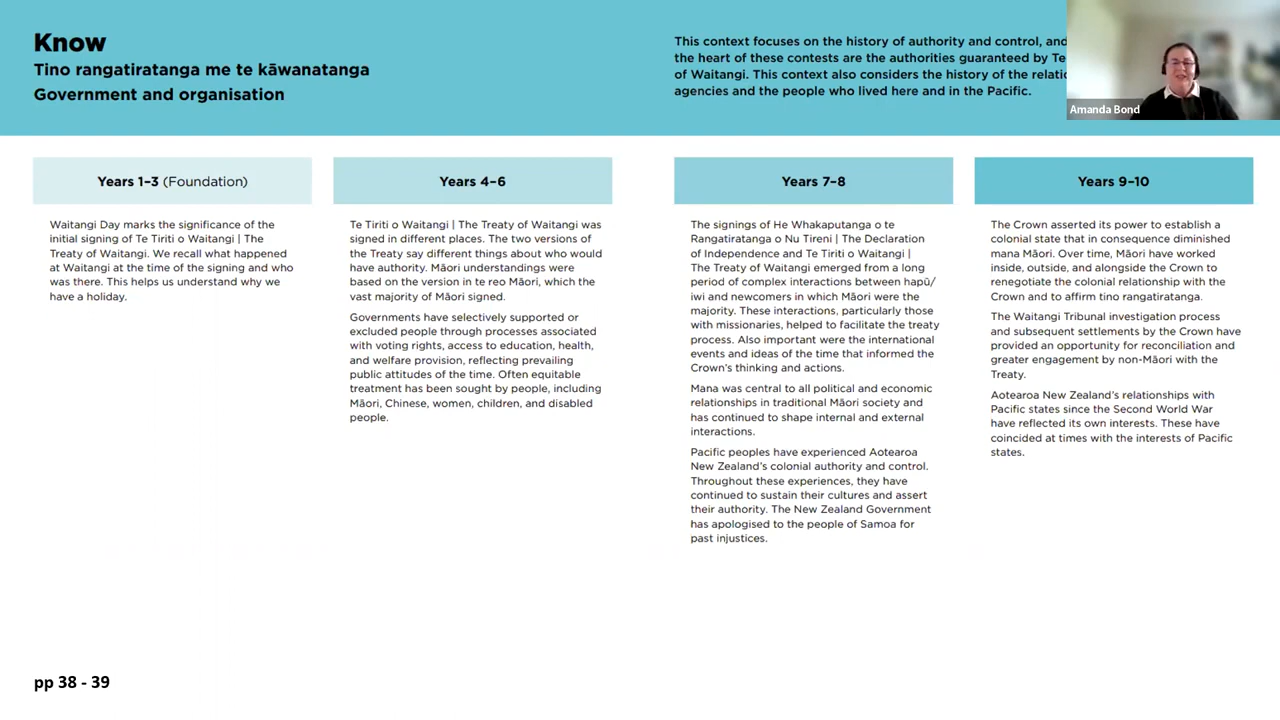 Know
Tino rangatiratanga me te kāwanatanga
Government and organisation
This context focuses on the history of authority and control, and
the heart of these contests are the authorities guaranteed by Te
of Waitangi. This context also considers the history of the
agencies and the people who lived here and in the Pacific.
Amanda Bond
Years 1–3 (Foundation)
Waitangi Day marks the significance of the
initial signing of Te Tiriti o Waitangi | The
Treaty of Waitangi. We recall what happened
at Waitangi at the time of the signing and who
was there. This helps us understand why we
have a holiday.
Years 4–6
Te Tiriti o Waitangi | The Treaty of Waitangi was
signed in different places. The two versions of
the Treaty say different things about who would
have authority. Māori understandings were
based on the version in te reo Māori, which the
vast majority of Māori signed.
Governments have selectively supported or
excluded people through processes associated
with voting rights, access to education, health,
and welfare provision, reflecting prevailing
public attitudes of the time. Often equitable
treatment has been sought by people, including
Māori, Chinese, women, children, and disabled
people.
Years 7–8
The signings of He Whakaputanga o te
Rangatiratanga o Nu Tireni | The Declaration
of Independence and Te Tiriti o Waitangi |
The Treaty of Waitangi emerged from a long
period of complex interactions between hapū/
iwi and newcomers in which Māori were the
majority. These interactions, particularly those
with missionaries, helped to facilitate the treaty
process. Also important were the international
events and ideas of the time that informed the
Crown's thinking and actions.
Mana was central to all political and economic
relationships in traditional Māori society and
has continued to shape internal and external
interactions.
Pacific peoples have experienced Aotearoa
New Zealand's colonial authority and control.
Throughout these experiences, they have
continued to sustain their cultures and assert
their authority. The New Zealand Government
has apologised to the people of Samoa for
past injustices.
Years 9–10
The Crown asserted its power to establish a
colonial state that in consequence diminished
mana Māori. Over time, Māori have worked
inside, outside, and alongside the Crown to
renegotiate the colonial relationship with the
Crown and to affirm tino rangatiratanga.
The Waitangi Tribunal investigation process
and subsequent settlements by the Crown have
provided an opportunity for reconciliation and
greater engagement by non-Māori with the
Treaty.
Aotearoa New Zealand's relationships with
Pacific states since the Second World War
have reflected its own interests. These have
coincided at times with the interests of Pacific
states.
pp 38 - 39